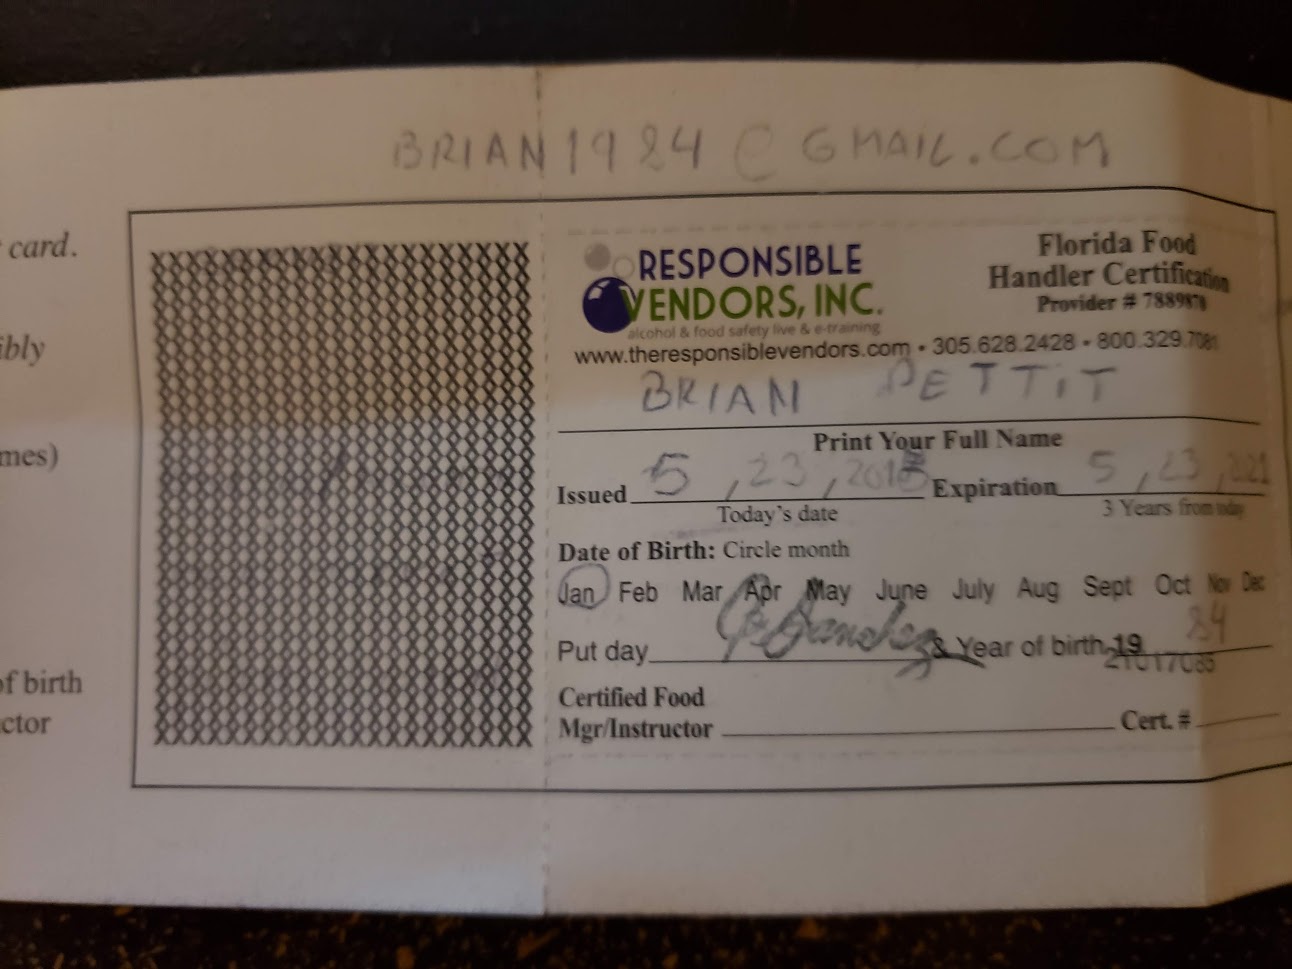 BRIAN1984@GMAIL.COM
card.
ibly
mes)
of birth
ctor
RESPONSIBLE
VENDORS, INC.
alcohol & food safety live & e-training
Florida Food
Handler Certification
Provider # 7889878
www.theresponsiblevendors.com • 305.628.2428 • 800.329.7081
BRIAN PETTIT
Print Your Full Name
Issued 5, 23, 2018 Expiration 5, 23, 2021
Today's date 3 Years from today
Date of Birth: Circle month
Jan Feb Mar Apr May June July Aug Sept Oct Nov Dec
Put day & Year of birth 19 84
21017085
Certified Food
Mgr/Instructor Cert. #